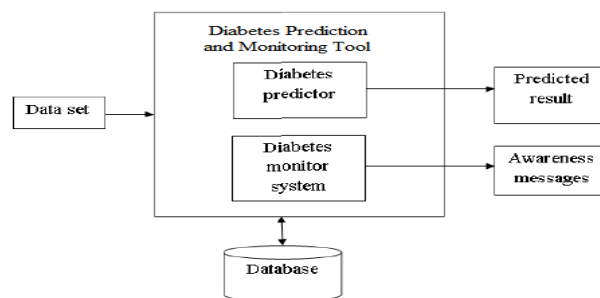 Diabetes Prediction
and Monitoring Tool
Diabetes
predictor
Predicted
result
Data set
Diabetes
monitor
system
Awareness
messages
Database